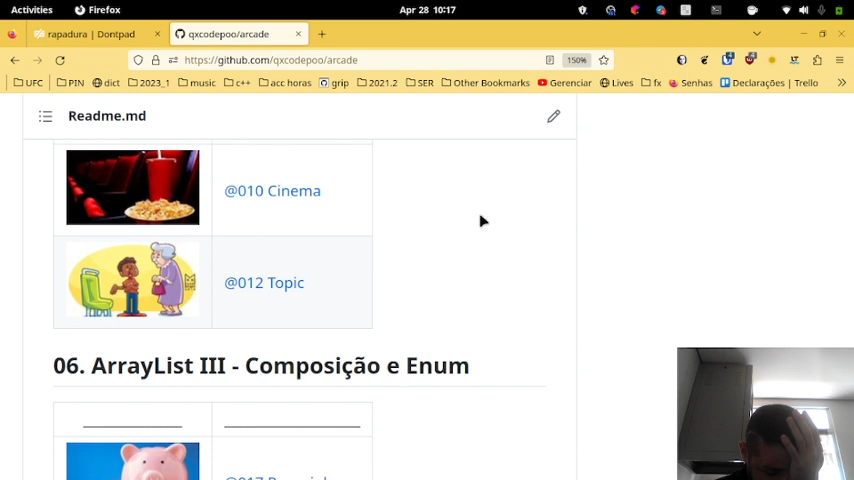 Activities
Firefox
Apr 28 10:17
rapadura | Dontpad
qxcodepoo/arcade
https://github.com/qxcodepoo/arcade
150%
UFC
PIN
dict
2023_1
music
c++
acc horas
grip
2021.2
SER
Other Bookmarks
Gerenciar
Lives
fx
Senhas
Declarações | Trello
Readme.md
@010 Cinema
@012 Topic
06. ArrayList III - Composição e Enum